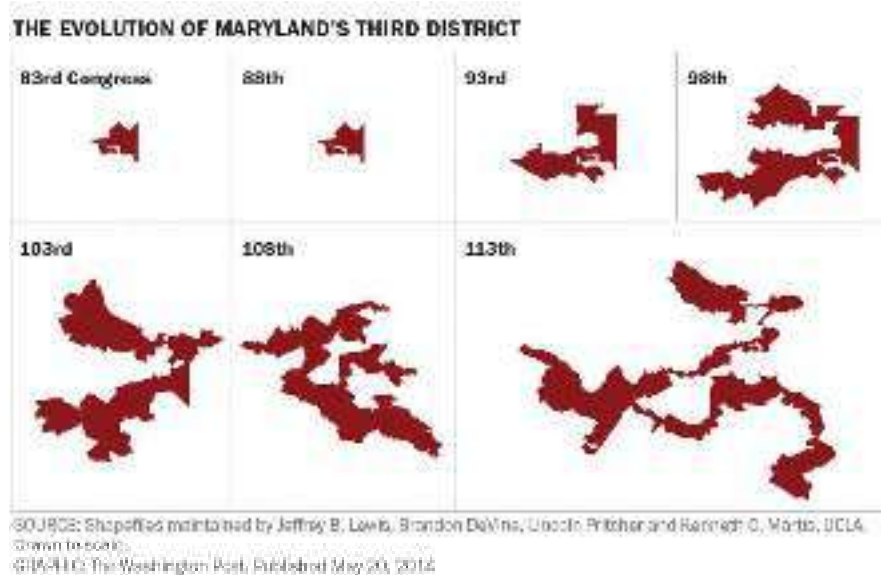 THE EVOLUTION OF MARYLAND'S THIRD DISTRICT
83rd Congress
88th
93rd
98th
103rd
108th
113th
SOURCE: Shapefiles maintained by Jeffrey B. Lewis, Brandon DeVine, Lincoln Pritcher and Kenneth C. Martis, UCLA.
Drawn to scale.
GRAPHIC: The Washington Post. Published May 20, 2014